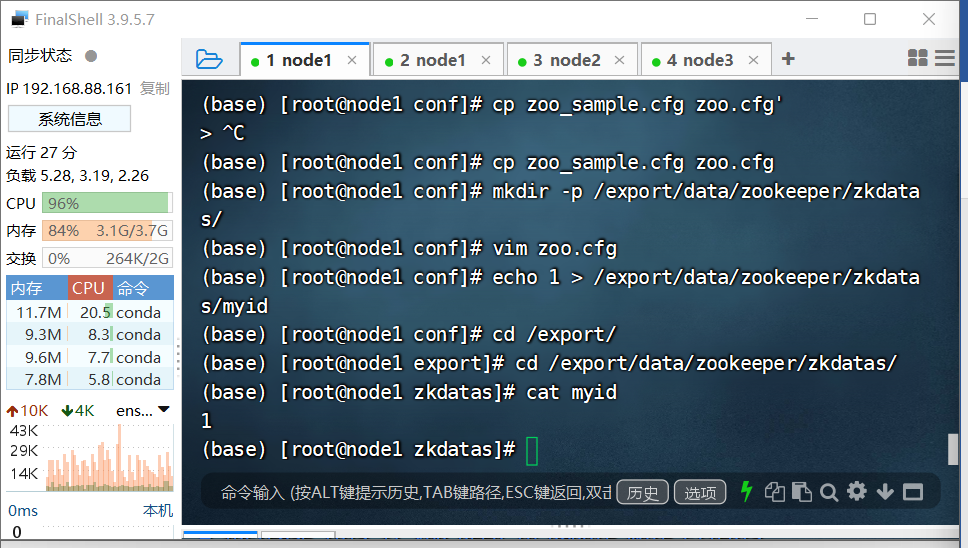 FinalShell 3.9.5.7
同步状态
IP 192.168.88.161 复制
系统信息
运行 27 分
负载 5.28, 3.19, 2.26
CPU 96%
内存 84% 3.1G/3.7G
交换 0% 264K/2G
内存 CPU 命令
11.7M 20.5 conda
9.3M 8.3 conda
9.6M 7.7 conda
7.8M 5.8 conda
10K 4K ens...
43K
29K
14K
0ms 本机
0
1 node1
2 node1
3 node2
4 node3
(base) [root@node1 conf]# cp zoo_sample.cfg zoo.cfg'
> ^C
(base) [root@node1 conf]# cp zoo_sample.cfg zoo.cfg
(base) [root@node1 conf]# mkdir -p /export/data/zookeeper/zkdata
s/
(base) [root@node1 conf]# vim zoo.cfg
(base) [root@node1 conf]# echo 1 > /export/data/zookeeper/zkdata
s/myid
(base) [root@node1 conf]# cd /export/
(base) [root@node1 export]# cd /export/data/zookeeper/zkdatas/
(base) [root@node1 zkdatas]# cat myid
1
(base) [root@node1 zkdatas]#
命令输入 (按ALT键提示历史,TAB键路径,ESC键返回,双击 历史 选项